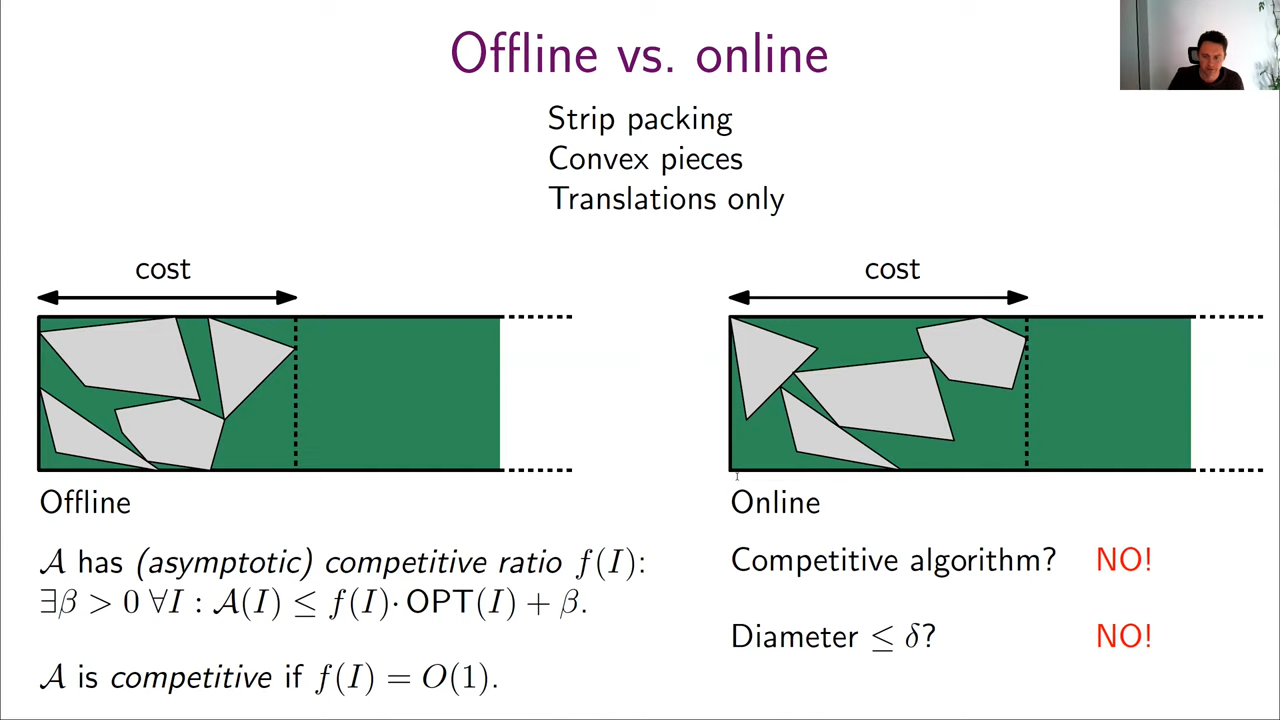 Offline vs. online
Strip packing
Convex pieces
Translations only
cost
cost
Offline
Online
𝒜 has (asymptotic) competitive ratio f(I):
∃β > 0 ∀I : 𝒜(I) ≤ f(I)· OPT(I) + β.
𝒜 is competitive if f(I) = O(1).
Competitive algorithm? NO!
Diameter ≤ δ? NO!